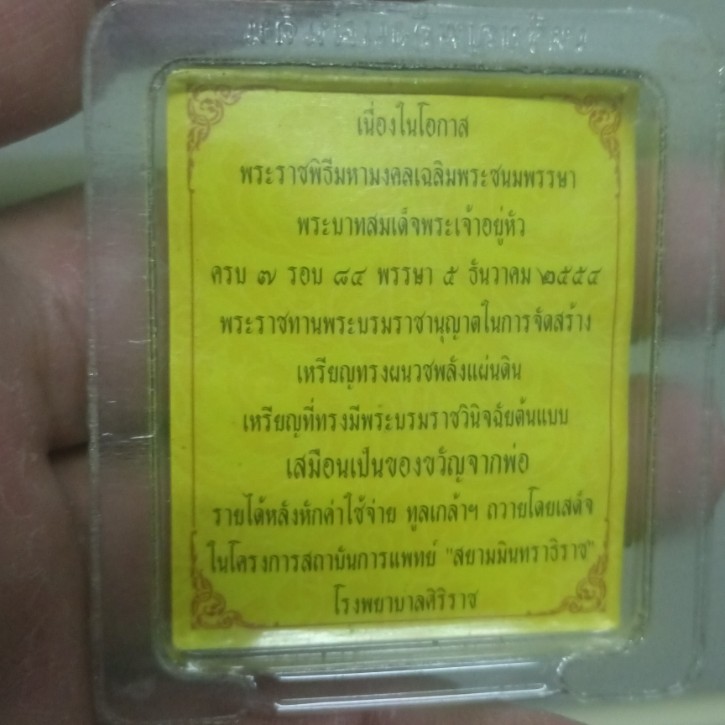 เนื่องในโอกาส
พระราชพิธีมหามงคลเฉลิมพระชนมพรรษา
พระบาทสมเด็จพระเจ้าอยู่หัว
ครบ ๗ รอบ ๘๔ พรรษา ๕ ธันวาคม ๒๕๕๔
พระราชทานพระบรมราชานุญาตในการจัดสร้าง
เหรียญทรงผนวชพลังแผ่นดิน
เหรียญที่ทรงมีพระบรมราชวินิจฉัยต้นแบบ
เสมือนเป็นของขวัญจากพ่อ
รายได้หลังหักค่าใช้จ่าย ทูลเกล้าฯ ถวายโดยเสด็จ
ในโครงการสถาบันการแพทย์ "สยามมินทราธิราช"
โรงพยาบาลศิริราช